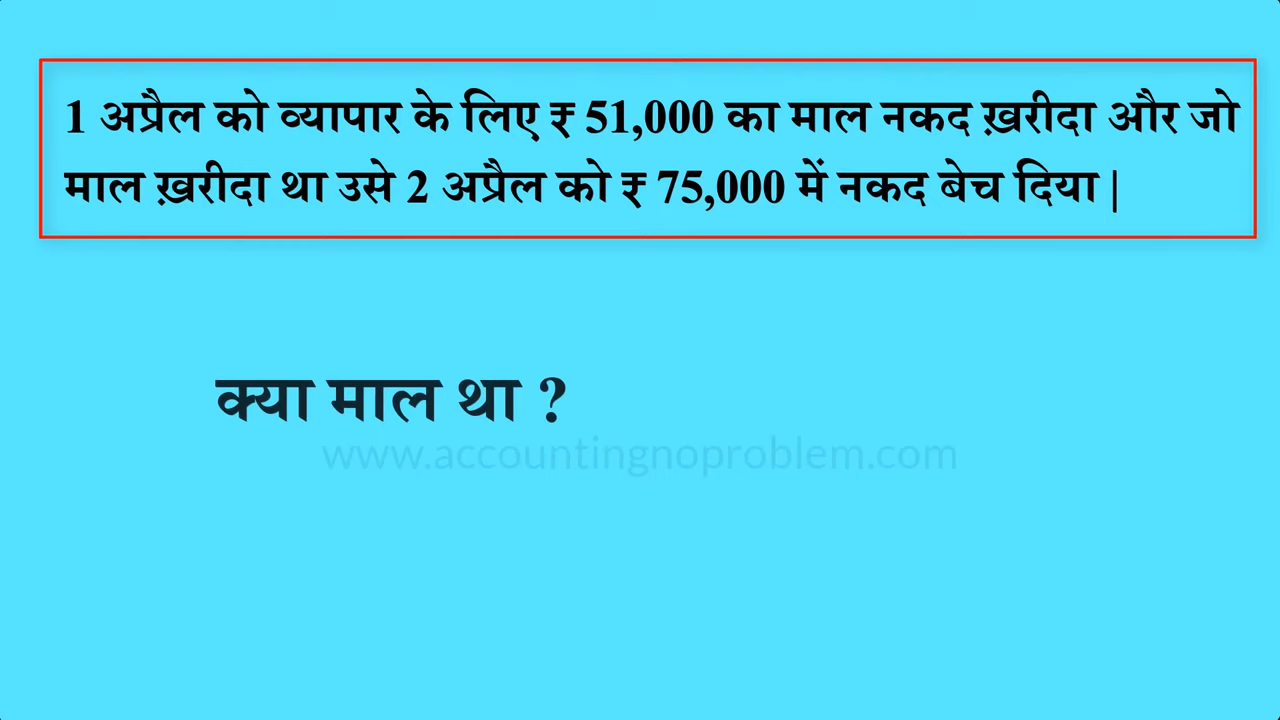 1 अप्रैल को व्यापार के लिए ₹ 51,000 का माल नकद ख़रीदा और जो
माल ख़रीदा था उसे 2 अप्रैल को ₹ 75,000 में नकद बेच दिया |
क्या माल था ?
www.accountingnoproblem.com